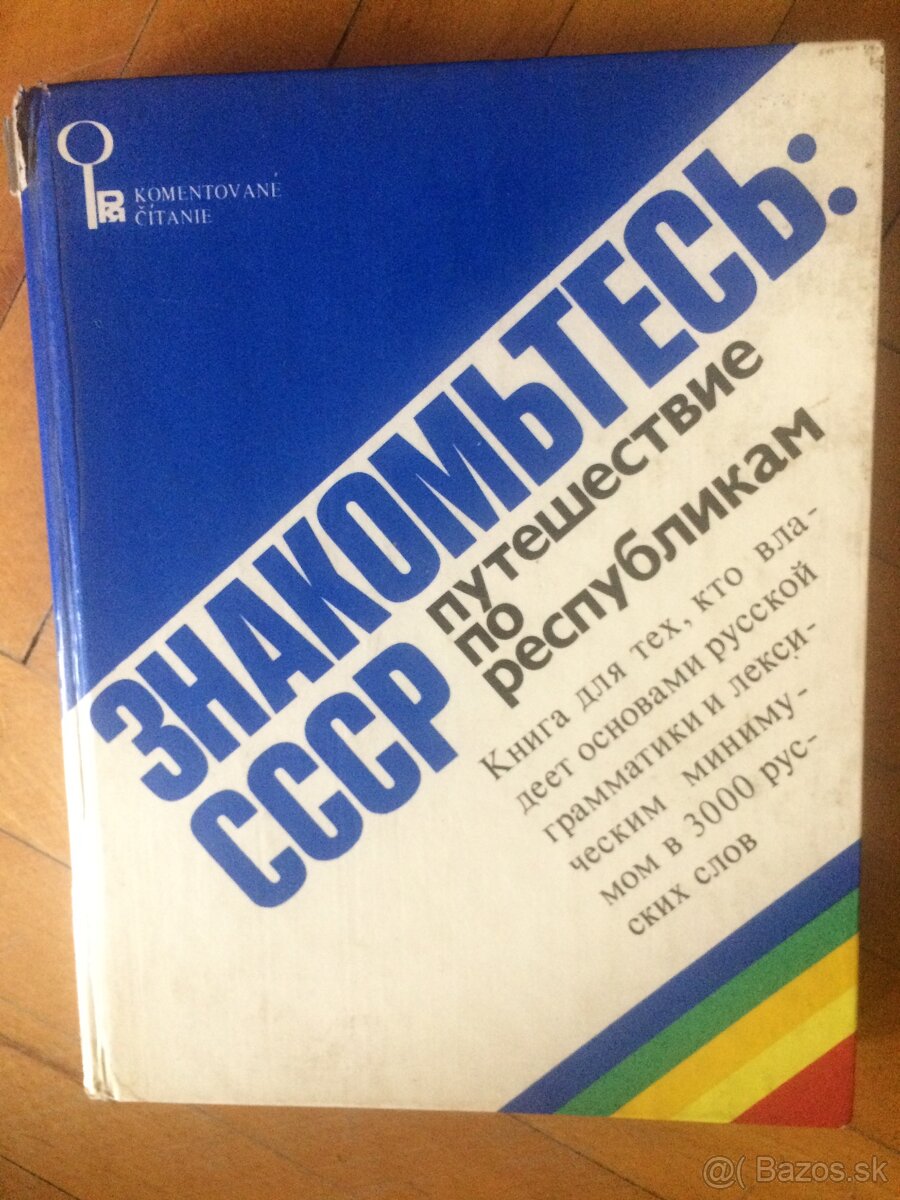 KOMENTOVANÉ
ČÍTANIE
ЗНАКОМЬТЕСЬ:
СССР
путешествие
по
республикам
Книга для тех, кто вла-
деет основами русской
грамматики и лекси-
ческим миниму-
мом в 3000 рус-
ских слов
@( Bazos.sk